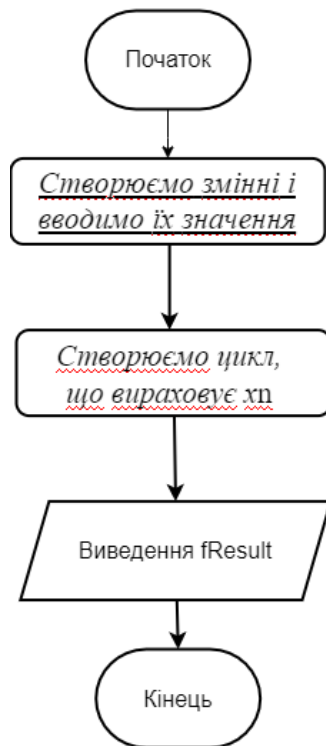 Початок
Створюємо змінні і
вводимо їх значення
Створюємо цикл,
що вираховує xn
Виведення fResult
Кінець